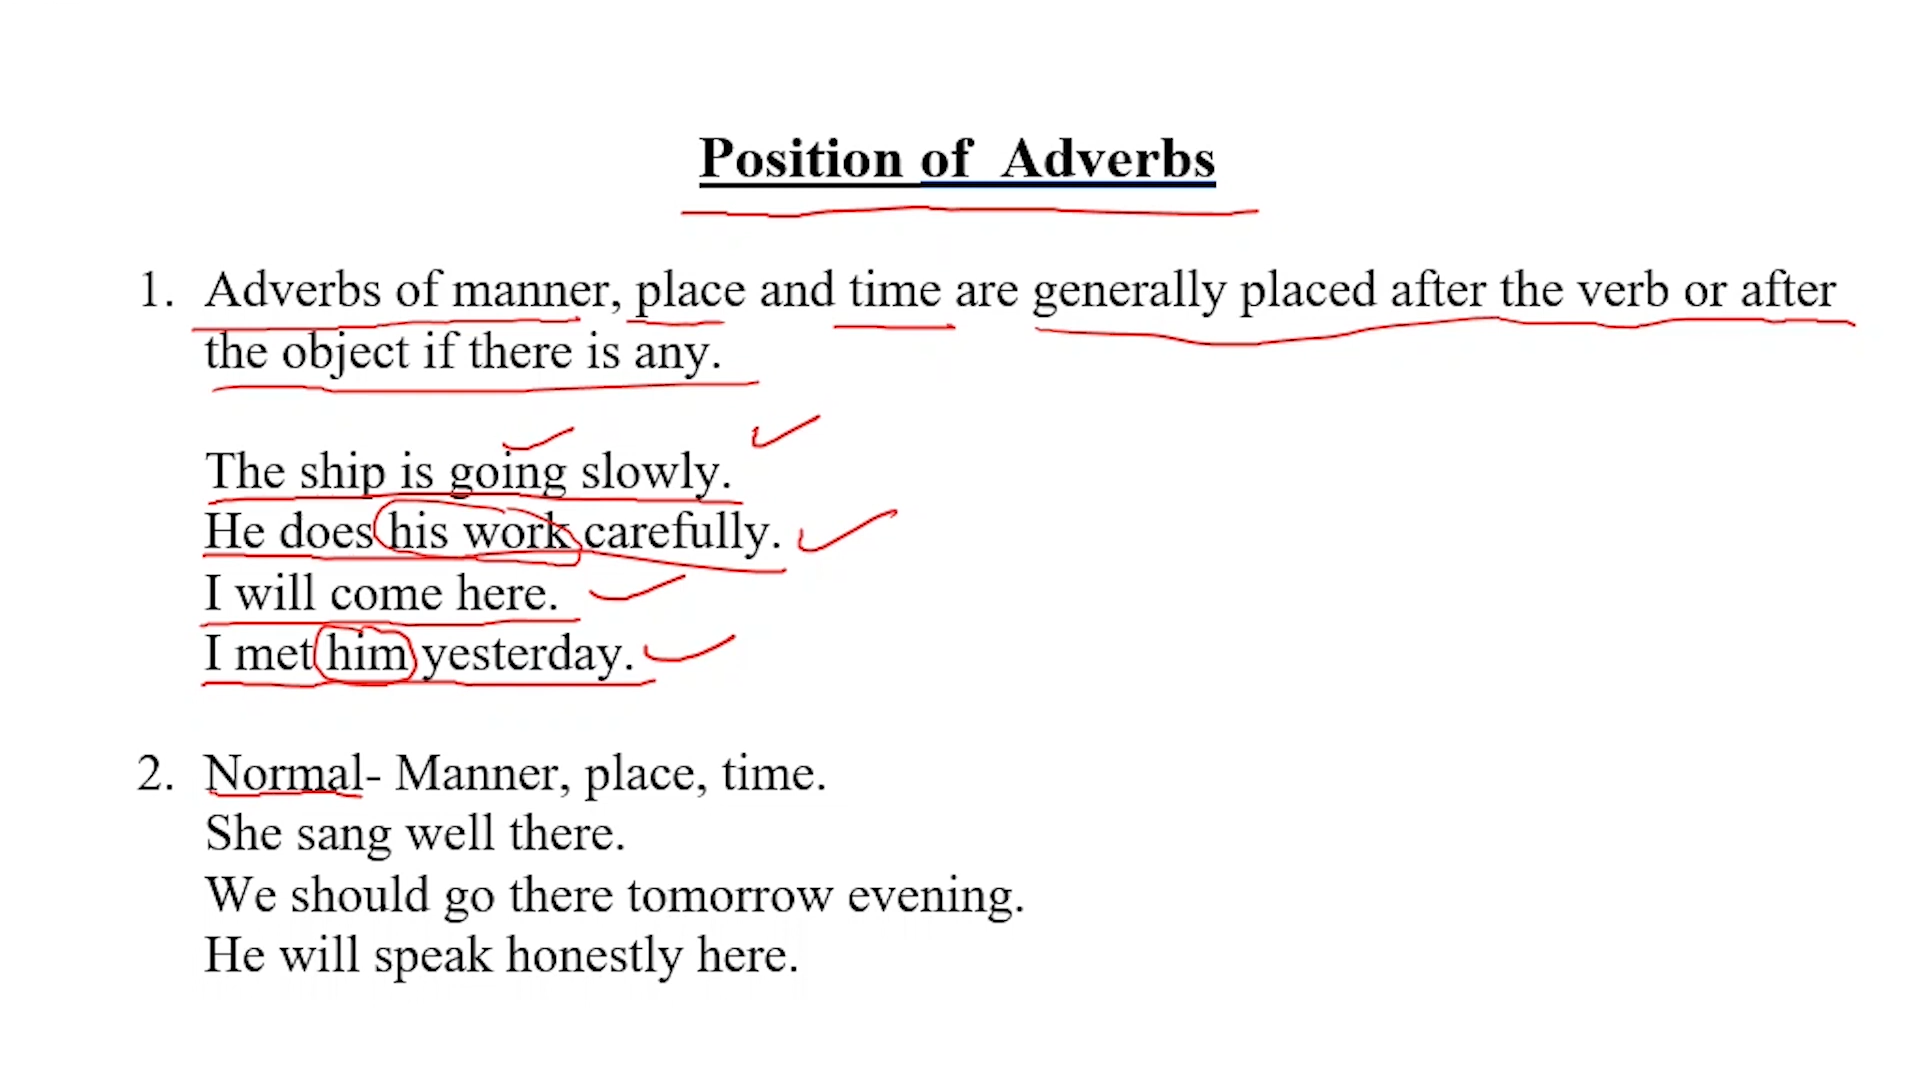 Position of Adverbs
1. Adverbs of manner, place and time are generally placed after the verb or after
the object if there is any.
The ship is going slowly.
He does his work carefully.
I will come here.
I met him yesterday.
2. Normal- Manner, place, time.
She sang well there.
We should go there tomorrow evening.
He will speak honestly here.